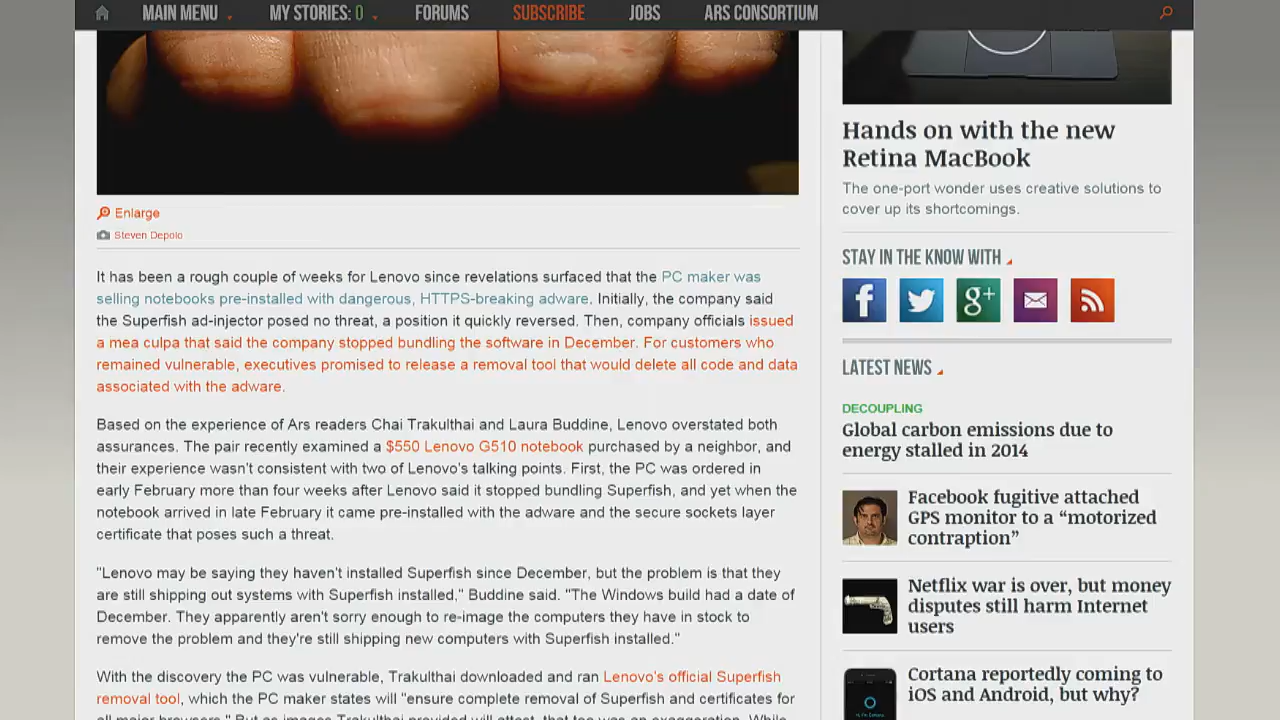 MAIN MENU
MY STORIES: 0
FORUMS
SUBSCRIBE
JOBS
ARS CONSORTIUM
Enlarge
Steven Depolo
It has been a rough couple of weeks for Lenovo since revelations surfaced that the PC maker was
selling notebooks pre-installed with dangerous, HTTPS-breaking adware. Initially, the company said
the Superfish ad-injector posed no threat, a position it quickly reversed. Then, company officials issued
a mea culpa that said the company stopped bundling the software in December. For customers who
remained vulnerable, executives promised to release a removal tool that would delete all code and data
associated with the adware.
Based on the experience of Ars readers Chai Trakulthai and Laura Buddine, Lenovo overstated both
assurances. The pair recently examined a $550 Lenovo G510 notebook purchased by a neighbor, and
their experience wasn't consistent with two of Lenovo's talking points. First, the PC was ordered in
early February more than four weeks after Lenovo said it stopped bundling Superfish, and yet when the
notebook arrived in late February it came pre-installed with the adware and the secure sockets layer
certificate that poses such a threat.
"Lenovo may be saying they haven't installed Superfish since December, but the problem is that they
are still shipping out systems with Superfish installed," Buddine said. "The Windows build had a date of
December. They apparently aren't sorry enough to re-image the computers they have in stock to
remove the problem and they're still shipping new computers with Superfish installed."
With the discovery the PC was vulnerable, Trakulthai downloaded and ran Lenovo's official Superfish
removal tool, which the PC maker states will "ensure complete removal of Superfish and certificates for
all major browsers." But as images Trakulthai provided will attest, that too was an exaggeration. While
Hands on with the new
Retina MacBook
The one-port wonder uses creative solutions to
cover up its shortcomings.
STAY IN THE KNOW WITH
f
g+
LATEST NEWS
DECOUPLING
Global carbon emissions due to
energy stalled in 2014
Facebook fugitive attached
GPS monitor to a “motorized
contraption”
Netflix war is over, but money
disputes still harm Internet
users
Cortana reportedly coming to
iOS and Android, but why?